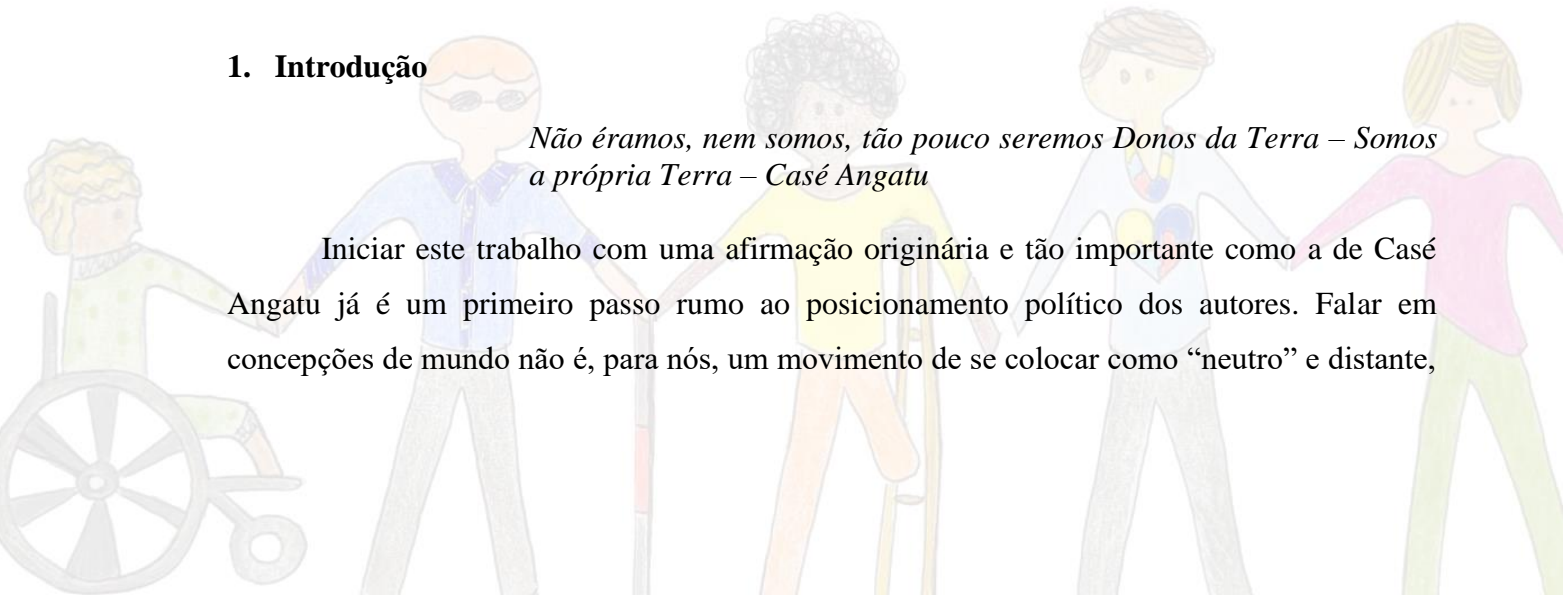 1. Introdução
Não éramos, nem somos, tão pouco seremos Donos da Terra – Somos
a própria Terra – Casé Angatu
Iniciar este trabalho com uma afirmação originária e tão importante como a de Casé
Angatu já é um primeiro passo rumo ao posicionamento político dos autores. Falar em
concepções de mundo não é, para nós, um movimento de se colocar como “neutro” e distante,